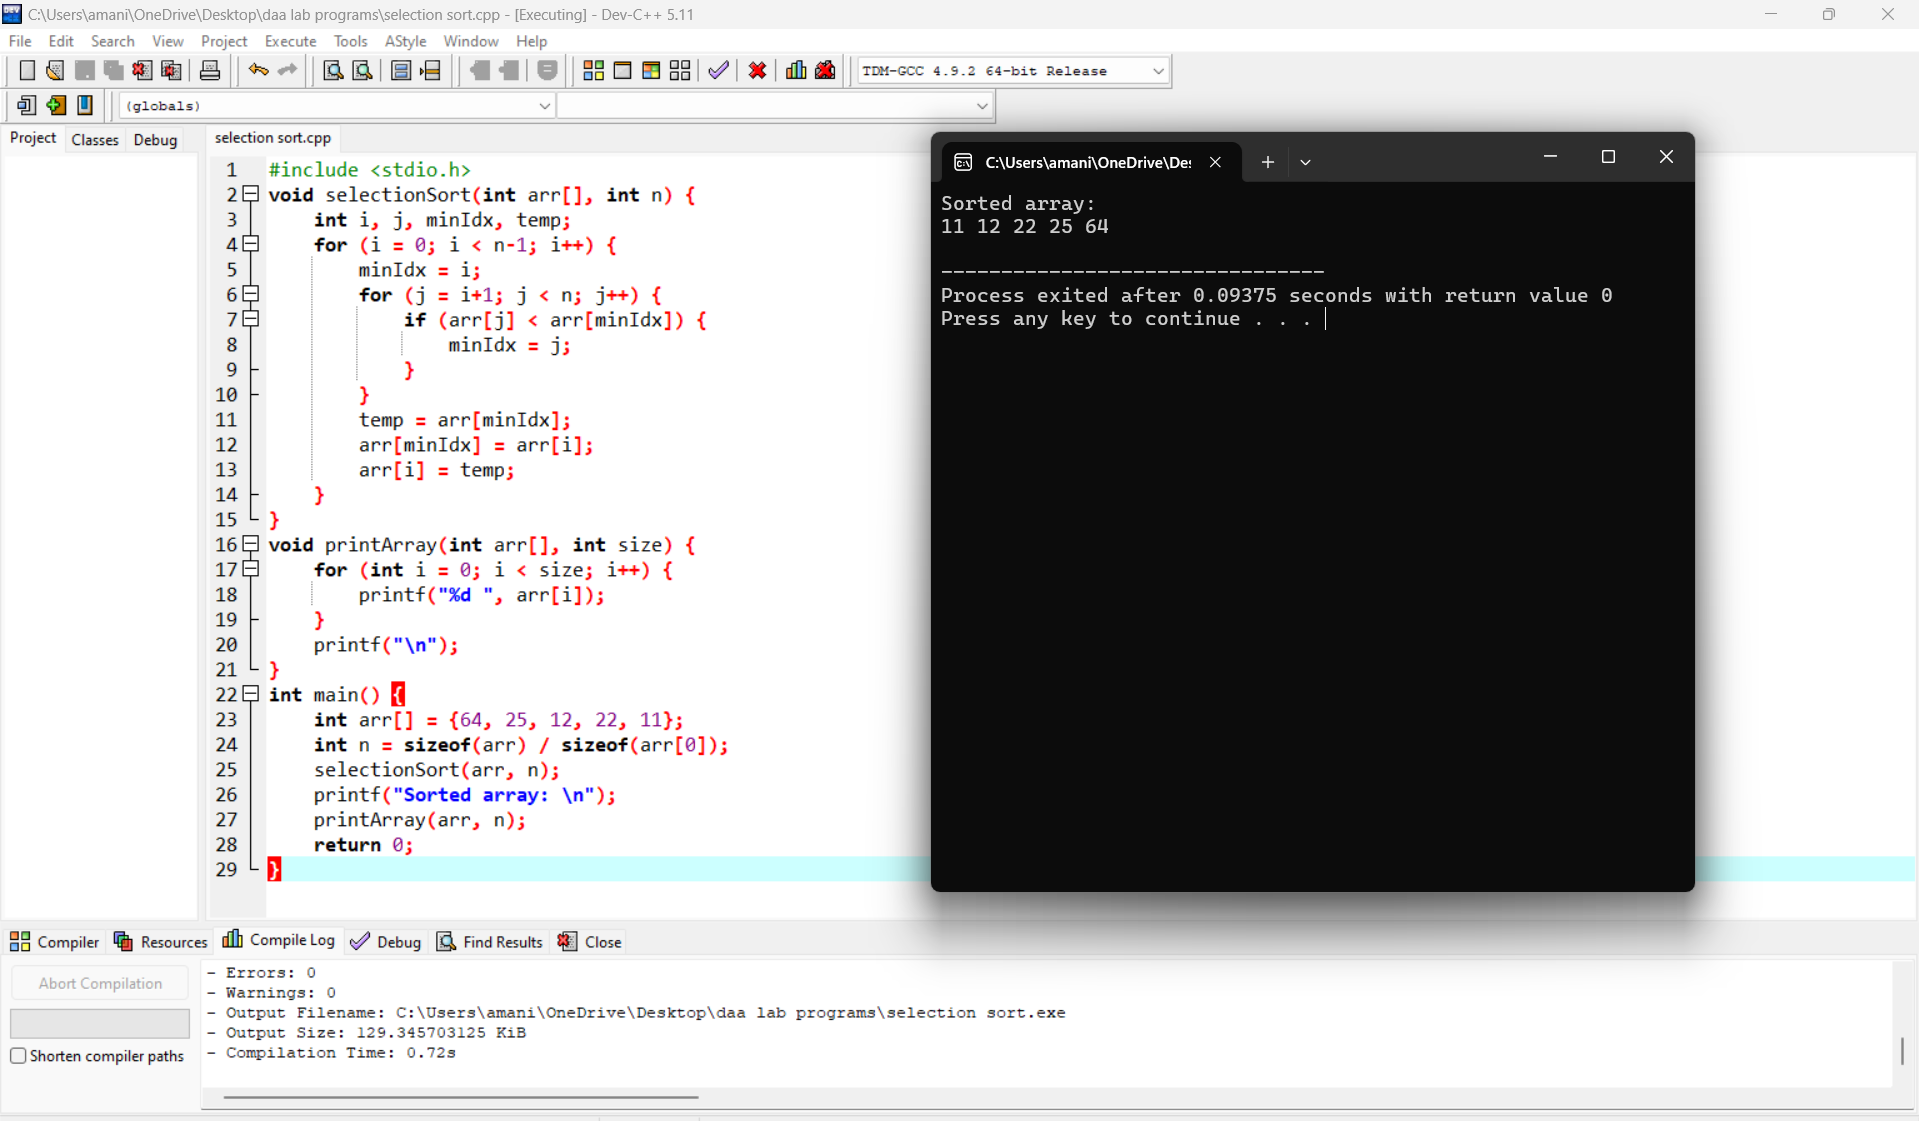 C:\Users\amani\OneDrive\Desktop\daa lab programs\selection sort.cpp - [Executing] - Dev-C++ 5.11
File Edit Search View Project Execute Tools AStyle Window Help
TDM-GCC 4.9.2 64-bit Release
(globals)
Project Classes Debug
selection sort.cpp
1 #include <stdio.h>
2 void selectionSort(int arr[], int n) {
3 int i, j, minIdx, temp;
4 for (i = 0; i < n-1; i++) {
5 minIdx = i;
6 for (j = i+1; j < n; j++) {
7 if (arr[j] < arr[minIdx]) {
8 minIdx = j;
9 }
10 }
11 temp = arr[minIdx];
12 arr[minIdx] = arr[i];
13 arr[i] = temp;
14 }
15 }
16 void printArray(int arr[], int size) {
17 for (int i = 0; i < size; i++) {
18 printf("%d ", arr[i]);
19 }
20 printf("\n");
21 }
22 int main() {
23 int arr[] = {64, 25, 12, 22, 11};
24 int n = sizeof(arr) / sizeof(arr[0]);
25 selectionSort(arr, n);
26 printf("Sorted array: \n");
27 printArray(arr, n);
28 return 0;
29 }
C:\Users\amani\OneDrive\De
Sorted array:
11 12 22 25 64
--------------------------------
Process exited after 0.09375 seconds with return value 0
Press any key to continue . . .
Compiler Resources Compile Log Debug Find Results Close
Abort Compilation
Shorten compiler paths
- Errors: 0
- Warnings: 0
- Output Filename: C:\Users\amani\OneDrive\Desktop\daa lab programs\selection sort.exe
- Output Size: 129.345703125 KiB
- Compilation Time: 0.72s